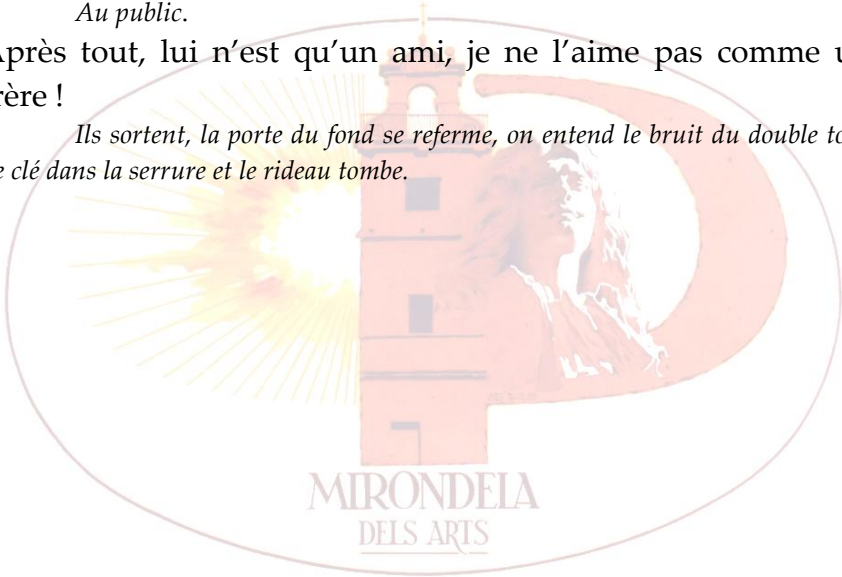 Au public.
Après tout, lui n’est qu’un ami, je ne l’aime pas comme
rère !
Ils sortent, la porte du fond se referme, on entend le bruit du double
clé dans la serrure et le rideau tombe.
MIRONDELA
DELS ARTS